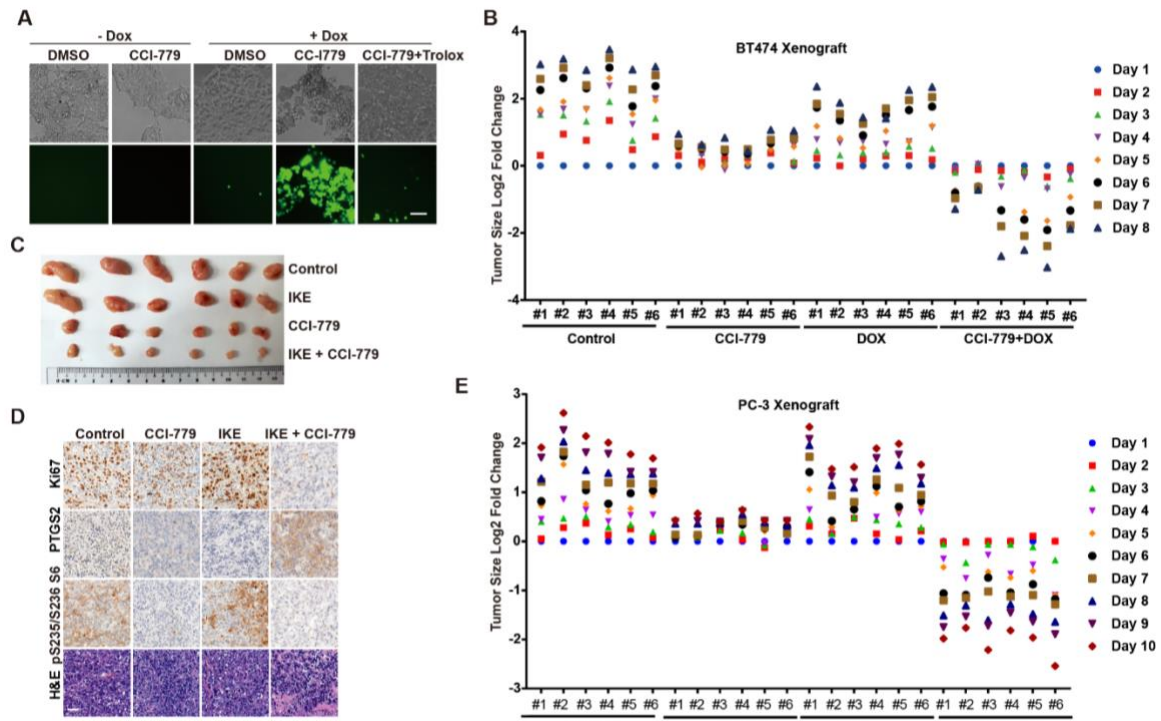 A
- Dox
+ Dox
DMSO CCI-779 DMSO CC-I779 CCI-779+Trolox
B
BT474 Xenograft
Tumor Size Log2 Fold Change
4
2
0
-2
-4
#1 #2 #3 #4 #5 #6 #1 #2 #3 #4 #5 #6 #1 #2 #3 #4 #5 #6 #1 #2 #3 #4 #5 #6
Control CCI-779 DOX CCI-779+DOX
Day 1
Day 2
Day 3
Day 4
Day 5
Day 6
Day 7
Day 8
C
Control
IKE
CCI-779
IKE + CCI-779
D
Control CCI-779 IKE IKE + CCI-779
Ki67
PTGS2
pS235/S236 S6
H&E
E
PC-3 Xenograft
Tumor Size Log2 Fold Change
3
2
1
0
-1
-2
-3
#1 #2 #3 #4 #5 #6 #1 #2 #3 #4 #5 #6 #1 #2 #3 #4 #5 #6 #1 #2 #3 #4 #5 #6
Day 1
Day 2
Day 3
Day 4
Day 5
Day 6
Day 7
Day 8
Day 9
Day 10